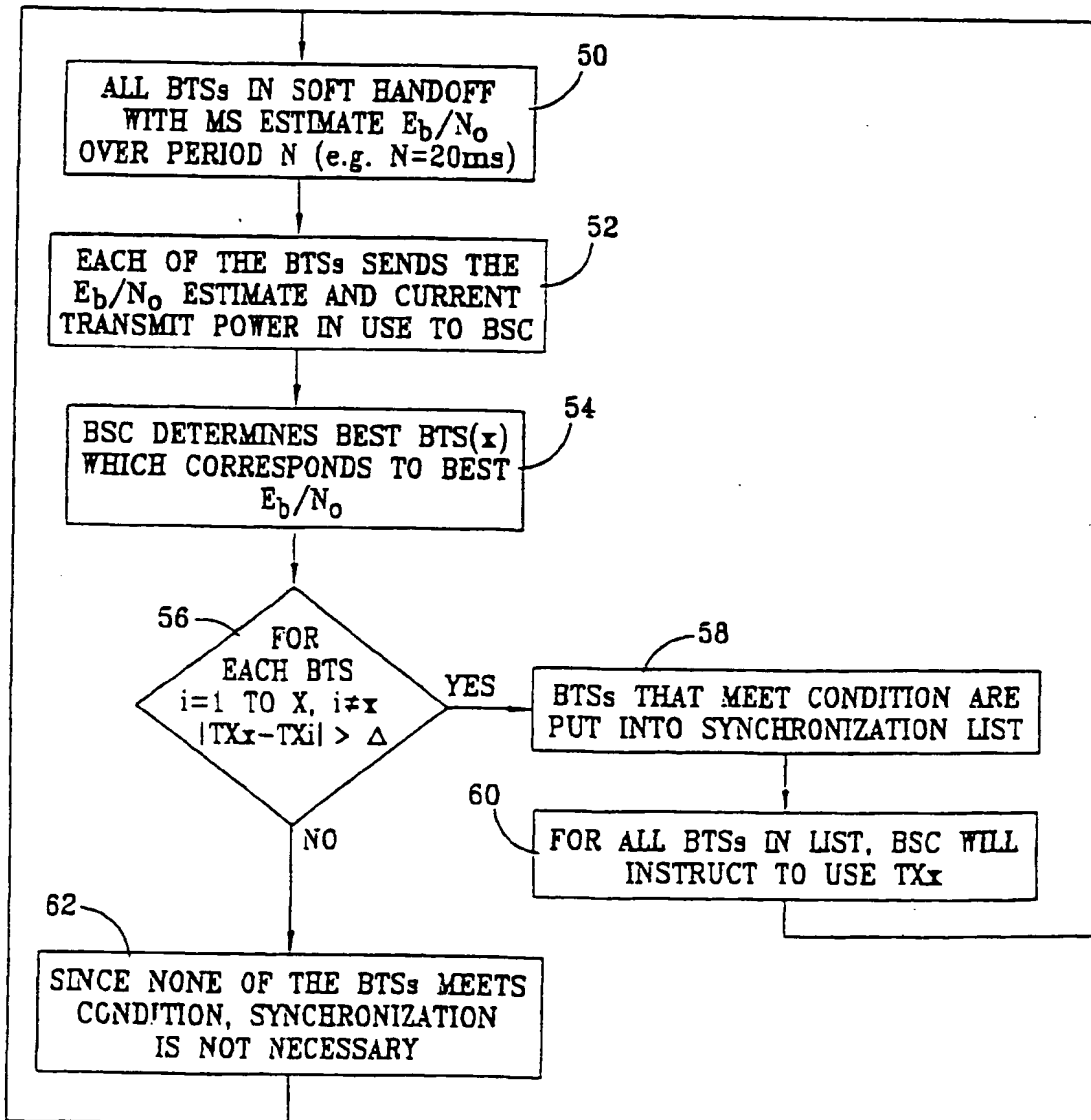 50
ALL BTSs IN SOFT HANDOFF
WITH MS ESTIMATE Eb/No
OVER PERIOD N (e.g. N=20ms)
52
EACH OF THE BTSs SENDS THE
Eb/No ESTIMATE AND CURRENT
TRANSMIT POWER IN USE TO BSC
54
BSC DETERMINES BEST BTS(x)
WHICH CORRESPONDS TO BEST
Eb/No
56
FOR
EACH BTS
i=1 TO X, i≠x
|TXx-TXi| > Δ
YES
NO
58
BTSs THAT MEET CONDITION ARE
PUT INTO SYNCHRONIZATION LIST
60
FOR ALL BTSs IN LIST, BSC WILL
INSTRUCT TO USE TXx
62
SINCE NONE OF THE BTSs MEETS
CONDITION, SYNCHRONIZATION
IS NOT NECESSARY